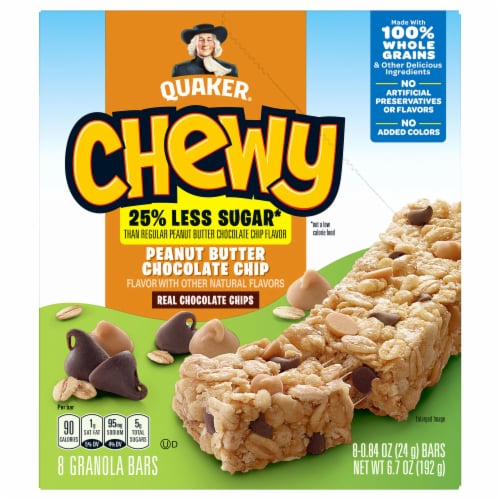 QUAKER®
CHEWY
25% LESS SUGAR*
THAN REGULAR PEANUT BUTTER CHOCOLATE CHIP FLAVOR
PEANUT BUTTER
CHOCOLATE CHIP
FLAVOR WITH OTHER NATURAL FLAVORS
REAL CHOCOLATE CHIPS
Made With
100%
WHOLE
GRAINS
& Other Delicious
Ingredients
NO
ARTIFICIAL
PRESERVATIVES
OR FLAVORS
NO
ADDED COLORS
*not a low
calorie food
Per bar
90
CALORIES
1g
SAT FAT
5% DV
95mg
SODIUM
4% DV
5g
TOTAL
SUGARS
U D
8 GRANOLA BARS
Enlarged Image
8-0.84 OZ (24 g) BARS
NET WT 6.7 OZ (192 g)